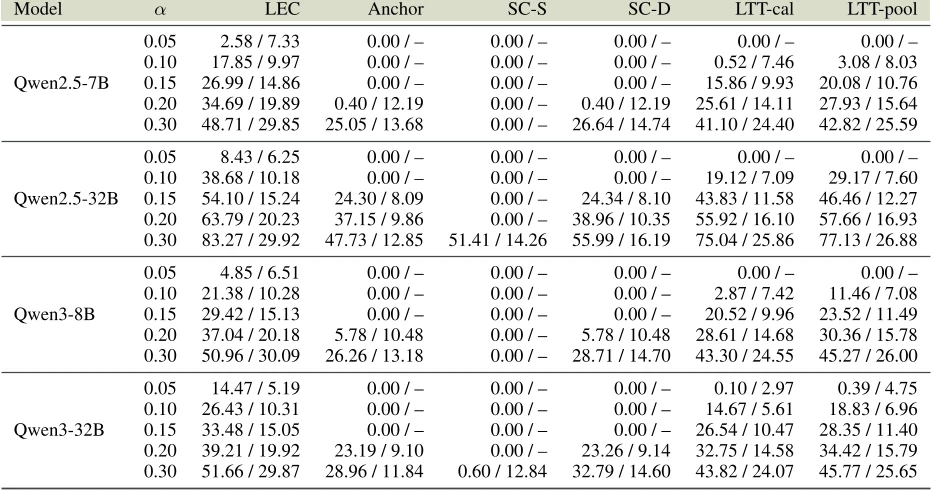 Model α LEC Anchor SC-S SC-D LTT-cal LTT-pool
0.05 2.58 / 7.33 0.00 / – 0.00 / – 0.00 / – 0.00 / – 0.00 / –
0.10 17.85 / 9.97 0.00 / – 0.00 / – 0.00 / – 0.52 / 7.46 3.08 / 8.03
Qwen2.5-7B 0.15 26.99 / 14.86 0.00 / – 0.00 / – 0.00 / – 15.86 / 9.93 20.08 / 10.76
0.20 34.69 / 19.89 0.40 / 12.19 0.00 / – 0.40 / 12.19 25.61 / 14.11 27.93 / 15.64
0.30 48.71 / 29.85 25.05 / 13.68 0.00 / – 26.64 / 14.74 41.10 / 24.40 42.82 / 25.59
0.05 8.43 / 6.25 0.00 / – 0.00 / – 0.00 / – 0.00 / – 0.00 / –
0.10 38.68 / 10.18 0.00 / – 0.00 / – 0.00 / – 19.12 / 7.09 29.17 / 7.60
Qwen2.5-32B 0.15 54.10 / 15.24 24.30 / 8.09 0.00 / – 24.34 / 8.10 43.83 / 11.58 46.46 / 12.27
0.20 63.79 / 20.23 37.15 / 9.86 0.00 / – 38.96 / 10.35 55.92 / 16.10 57.66 / 16.93
0.30 83.27 / 29.92 47.73 / 12.85 51.41 / 14.26 55.99 / 16.19 75.04 / 25.86 77.13 / 26.88
0.05 4.85 / 6.51 0.00 / – 0.00 / – 0.00 / – 0.00 / – 0.00 / –
0.10 21.38 / 10.28 0.00 / – 0.00 / – 0.00 / – 2.87 / 7.42 11.46 / 7.08
Qwen3-8B 0.15 29.42 / 15.13 0.00 / – 0.00 / – 0.00 / – 20.52 / 9.96 23.52 / 11.49
0.20 37.04 / 20.18 5.78 / 10.48 0.00 / – 5.78 / 10.48 28.61 / 14.68 30.36 / 15.78
0.30 50.96 / 30.09 26.26 / 13.18 0.00 / – 28.71 / 14.70 43.30 / 24.55 45.27 / 26.00
0.05 14.47 / 5.19 0.00 / – 0.00 / – 0.00 / – 0.10 / 2.97 0.39 / 4.75
0.10 26.43 / 10.31 0.00 / – 0.00 / – 0.00 / – 14.67 / 5.61 18.83 / 6.96
Qwen3-32B 0.15 33.48 / 15.05 0.00 / – 0.00 / – 0.00 / – 26.54 / 10.47 28.35 / 11.40
0.20 39.21 / 19.92 23.19 / 9.10 0.00 / – 23.26 / 9.14 32.75 / 14.58 34.42 / 15.79
0.30 51.66 / 29.87 28.96 / 11.84 0.60 / 12.84 32.79 / 14.60 43.82 / 24.07 45.77 / 25.65